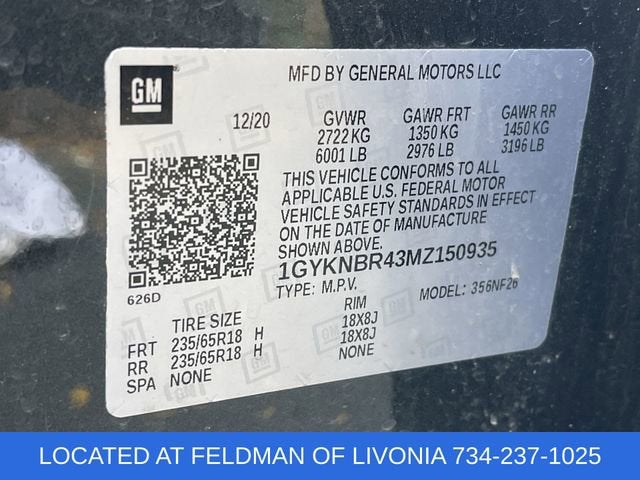 GM
MFD BY GENERAL MOTORS LLC
12/20 GVWR GAWR FRT GAWR RR
2722 KG 1350 KG 1450 KG
6001 LB 2976 LB 3196 LB
THIS VEHICLE CONFORMS TO ALL
APPLICABLE U.S. FEDERAL MOTOR
VEHICLE SAFETY STANDARDS IN EFFECT
ON THE DATE OF MANUFACTURE
1GYKNBR43MZ150935
TYPE: M.P.V. MODEL: 356NF26
626D
TIRE SIZE RIM
FRT 235/65R18 H 18X8J
RR 235/65R18 H 18X8J
SPA NONE NONE
LOCATED AT FELDMAN OF LIVONIA 734-237-1025